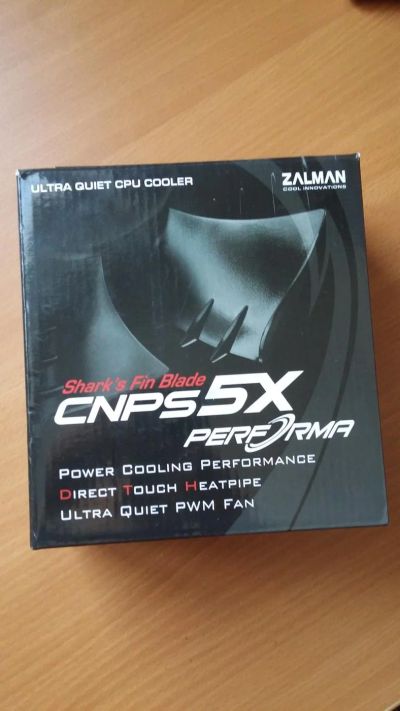 ULTRA QUIET CPU COOLER
ZALMAN
COOL INNOVATIONS
Shark's Fin Blade
CNPS5X
PERFORMA
POWER COOLING PERFORMANCE
DIRECT TOUCH HEATPIPE
ULTRA QUIET PWM FAN